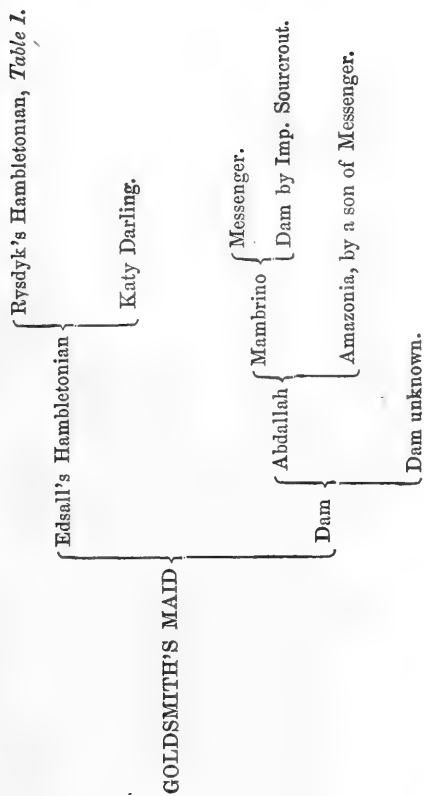 Rysdyk's Hambletonian, Table 1.
Edsall's Hambletonian
Katy Darling.
GOLDSMITH'S MAID
Messenger.
Mambrino
Dam by Imp. Sourcrout.
Abdallah
Amazonia, by a son of Messenger.
Dam
Dam unknown.